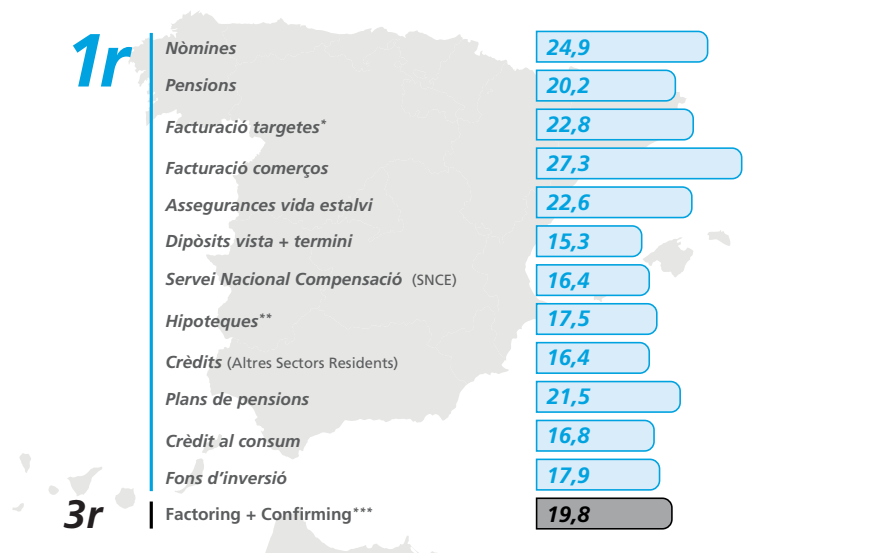 1r
Nòmines 24,9
Pensions 20,2
Facturació targetes* 22,8
Facturació comerços 27,3
Assegurances vida estalvi 22,6
Dipòsits vista + termini 15,3
Servei Nacional Compensació (SNCE) 16,4
Hipoteques** 17,5
Crèdits (Altres Sectors Residents) 16,4
Plans de pensions 21,5
Crèdit al consum 16,8
Fons d’inversió 17,9
3r Factoring + Confirming*** 19,8